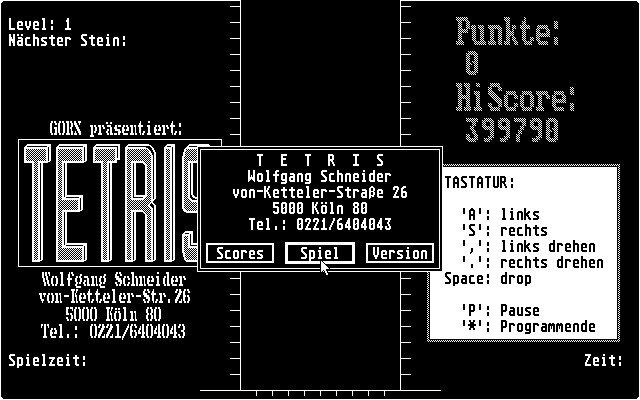 Level: 1
Nächster Stein:
GORN präsentiert:
TETRIS
Wolfgang Schneider
von-Ketteler-Str.26
5000 Köln 80
Tel.: 0221/6404043
Spielzeit:
T E T R I S
Wolfgang Schneider
von-Ketteler-Straße 26
5000 Köln 80
Tel.: 0221/6404043
Scores
Spiel
Version
Punkte:
0
HiScore:
399790
TASTATUR:
'A': links
'S': rechts
',': links drehen
'.': rechts drehen
Space: drop
'P': Pause
'*': Programmende
Zeit: